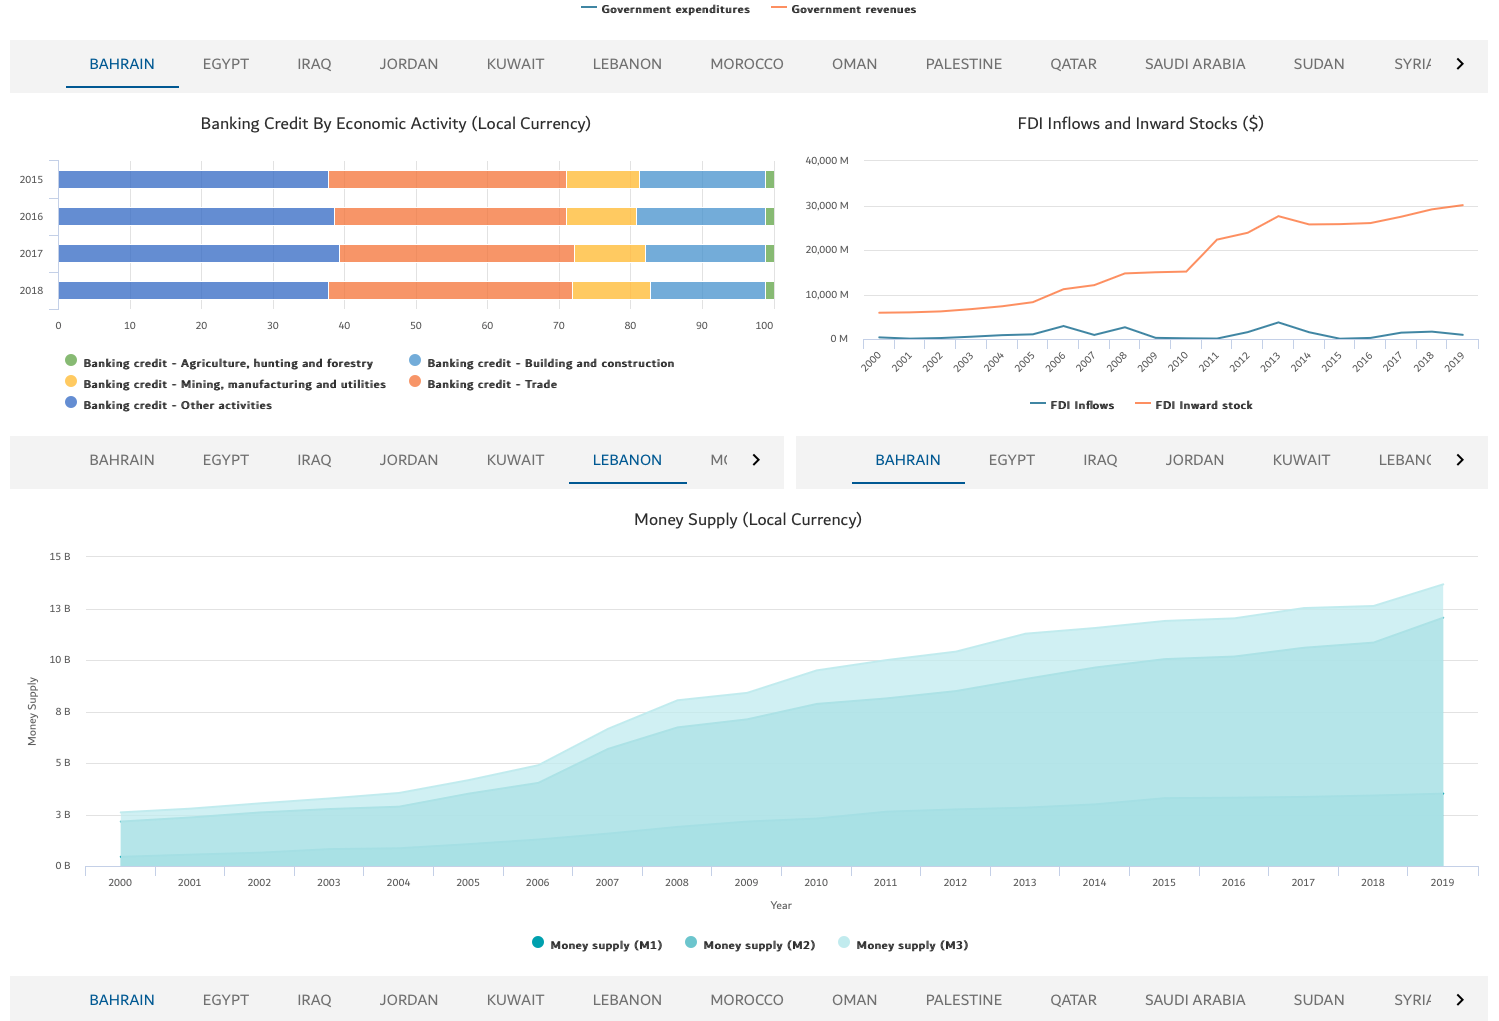 Government expenditures Government revenues
BAHRAIN EGYPT IRAQ JORDAN KUWAIT LEBANON MOROCCO OMAN PALESTINE QATAR SAUDI ARABIA SUDAN SYRIA
Banking Credit By Economic Activity (Local Currency)
2015
2016
2017
2018
0 10 20 30 40 50 60 70 80 90 100
Banking credit - Agriculture, hunting and forestry Banking credit - Building and construction
Banking credit - Mining, manufacturing and utilities Banking credit - Trade
Banking credit - Other activities
FDI Inflows and Inward Stocks ($)
40,000 M
30,000 M
20,000 M
10,000 M
0 M
2000 2001 2002 2003 2004 2005 2006 2007 2008 2009 2010 2011 2012 2013 2014 2015 2016 2017 2018 2019
FDI Inflows FDI Inward stock
BAHRAIN EGYPT IRAQ JORDAN KUWAIT LEBANON MO
BAHRAIN EGYPT IRAQ JORDAN KUWAIT LEBANO
Money Supply (Local Currency)
Money Supply
15 B
13 B
10 B
8 B
5 B
3 B
0 B
2000 2001 2002 2003 2004 2005 2006 2007 2008 2009 2010 2011 2012 2013 2014 2015 2016 2017 2018 2019
Year
Money supply (M1) Money supply (M2) Money supply (M3)
BAHRAIN EGYPT IRAQ JORDAN KUWAIT LEBANON MOROCCO OMAN PALESTINE QATAR SAUDI ARABIA SUDAN SYRIA